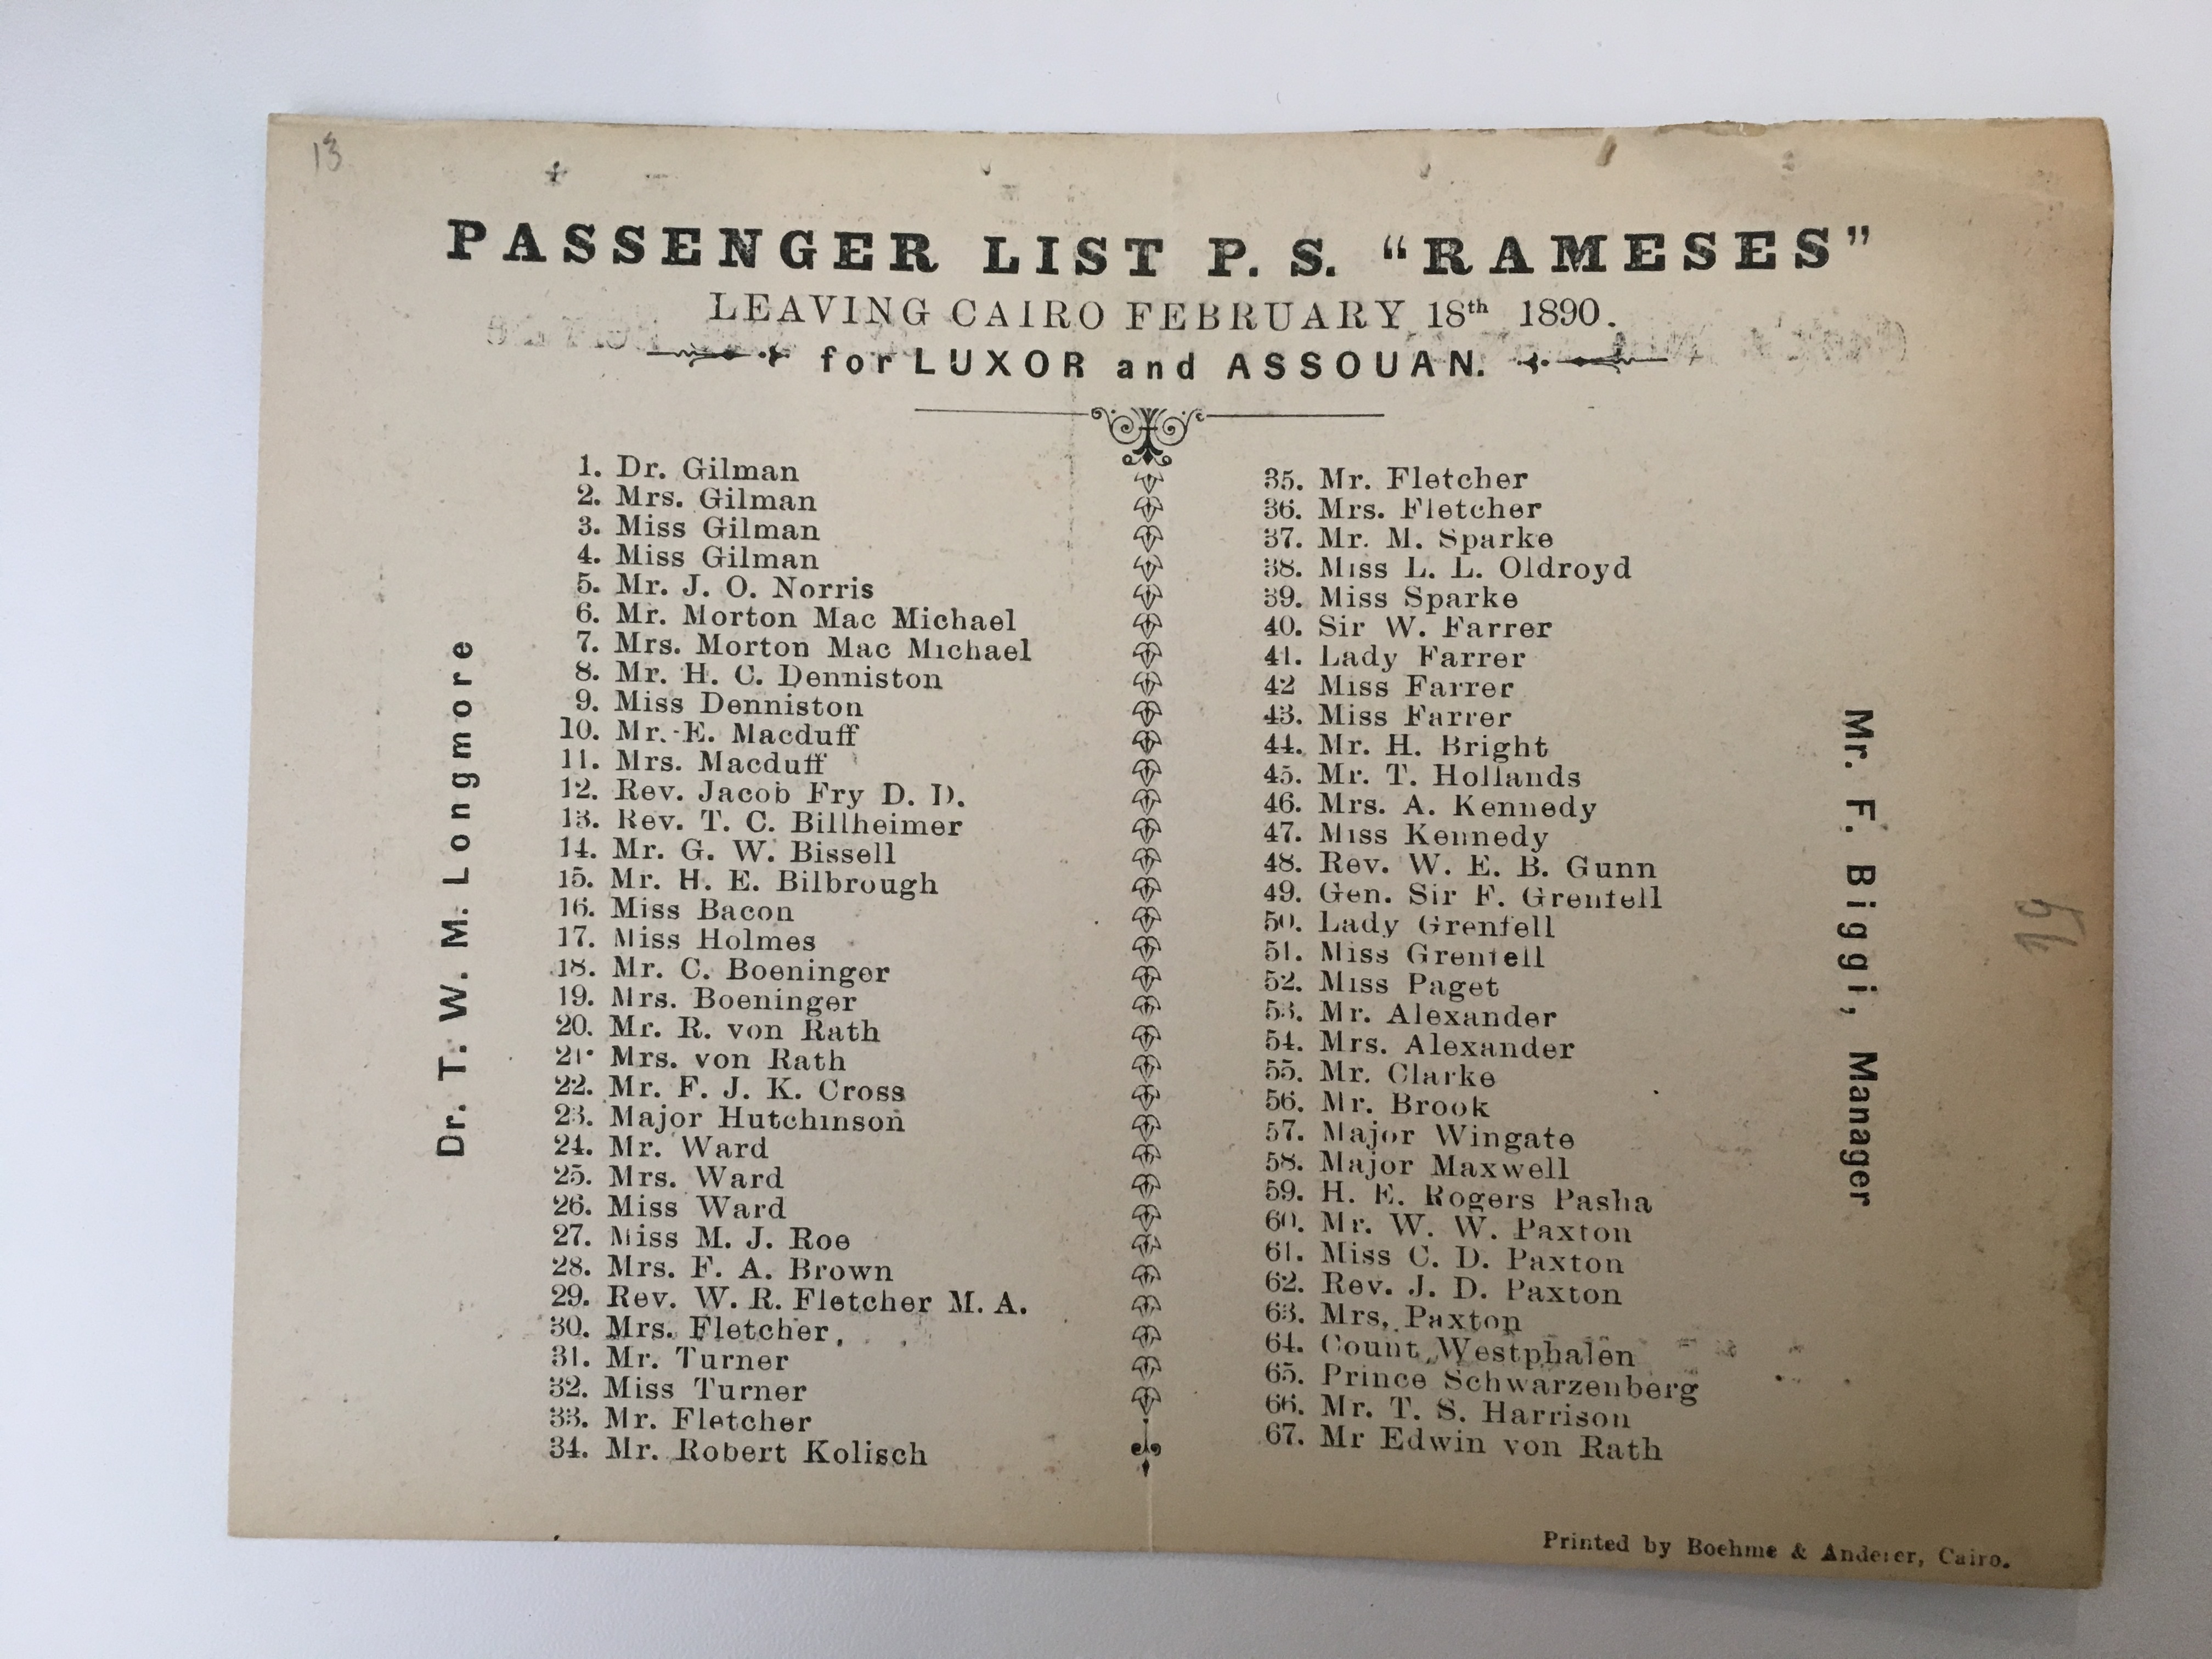 13
PASSENGER LIST P. S. “RAMESES”
LEAVING CAIRO FEBRUARY 18th 1890.
for LUXOR and ASSOUAN.
Dr. T. W. M. Longmore
1. Dr. Gilman
2. Mrs. Gilman
3. Miss Gilman
4. Miss Gilman
5. Mr. J. O. Norris
6. Mr. Morton Mac Michael
7. Mrs. Morton Mac Michael
8. Mr. H. C. Denniston
9. Miss Denniston
10. Mr. E. Macduff
11. Mrs. Macduff
12. Rev. Jacob Fry D. D.
13. Rev. T. C. Billheimer
14. Mr. G. W. Bissell
15. Mr. H. E. Bilbrough
16. Miss Bacon
17. Miss Holmes
18. Mr. C. Boeninger
19. Mrs. Boeninger
20. Mr. R. von Rath
21. Mrs. von Rath
22. Mr. F. J. K. Cross
23. Major Hutchinson
24. Mr. Ward
25. Mrs. Ward
26. Miss Ward
27. Miss M. J. Roe
28. Mrs. F. A. Brown
29. Rev. W. R. Fletcher M. A.
30. Mrs. Fletcher.
31. Mr. Turner
32. Miss Turner
33. Mr. Fletcher
34. Mr. Robert Kolisch
35. Mr. Fletcher
36. Mrs. Fletcher
37. Mr. M. Sparke
38. Miss L. L. Oldroyd
39. Miss Sparke
40. Sir W. Farrer
41. Lady Farrer
42 Miss Farrer
43. Miss Farrer
44. Mr. H. Bright
45. Mr. T. Hollands
46. Mrs. A. Kennedy
47. Miss Kennedy
48. Rev. W. E. B. Gunn
49. Gen. Sir F. Grenfell
50. Lady Grenfell
51. Miss Grenfell
52. Miss Paget
53. Mr. Alexander
54. Mrs. Alexander
55. Mr. Clarke
56. Mr. Brook
57. Major Wingate
58. Major Maxwell
59. H. E. Rogers Pasha
60. Mr. W. W. Paxton
61. Miss C. D. Paxton
62. Rev. J. D. Paxton
63. Mrs. Paxton
64. Count Westphalen
65. Prince Schwarzenberg
66. Mr. T. S. Harrison
67. Mr Edwin von Rath
Mr. F. Biggi, Manager
19
Printed by Boehme & Anderer, Cairo.